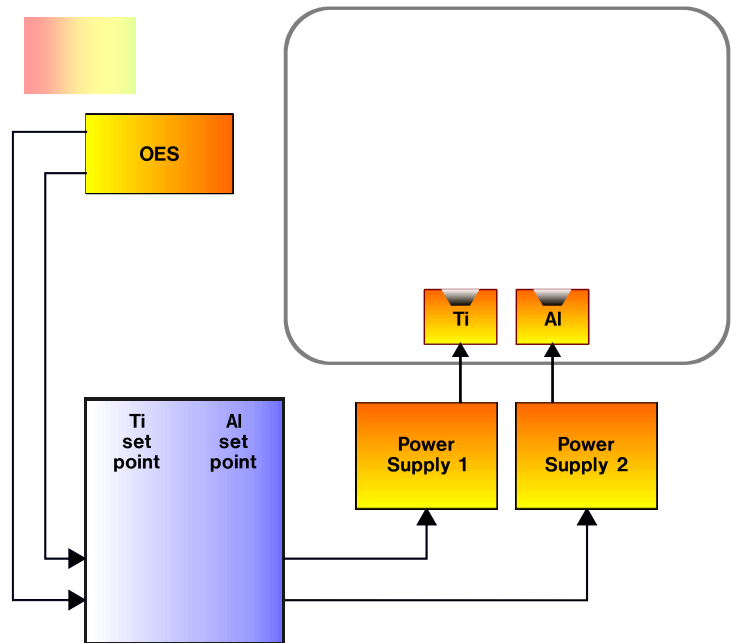 OES
Ti
Al
Ti
set
point
Al
set
point
Power
Supply 1
Power
Supply 2